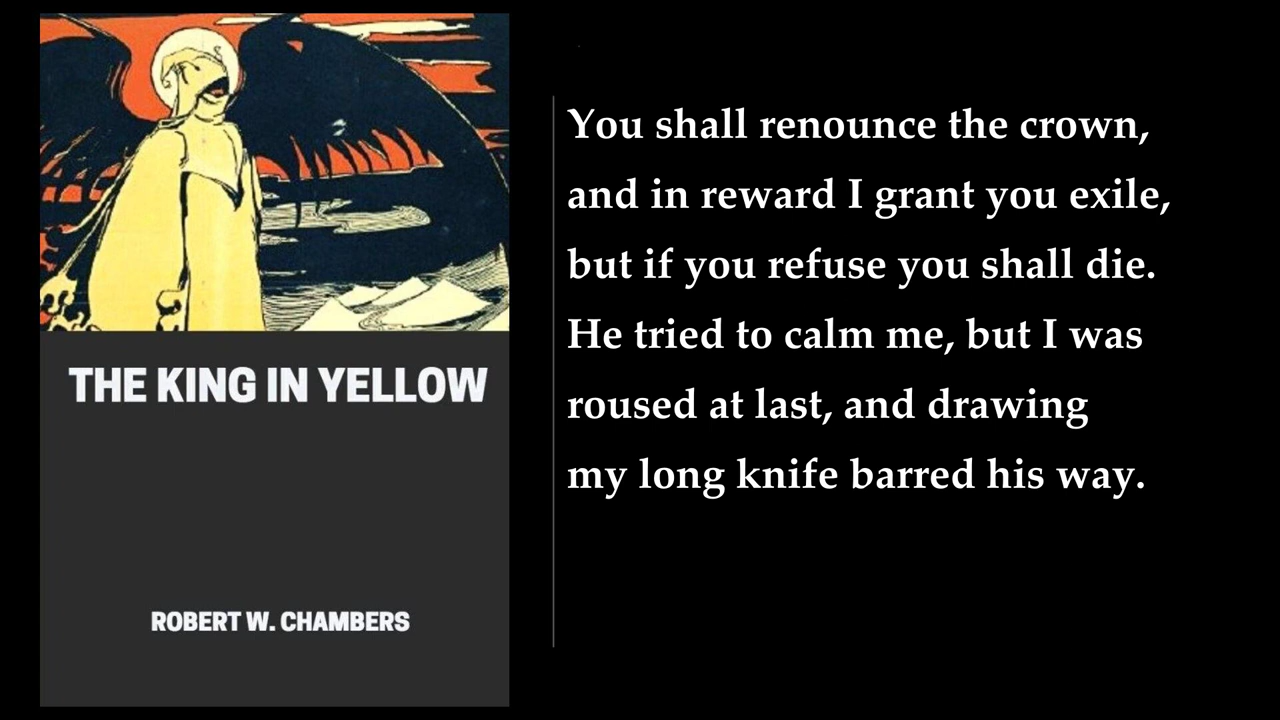 THE KING IN YELLOW
ROBERT W. CHAMBERS
You shall renounce the crown,
and in reward I grant you exile,
but if you refuse you shall die.
He tried to calm me, but I was
roused at last, and drawing
my long knife barred his way.